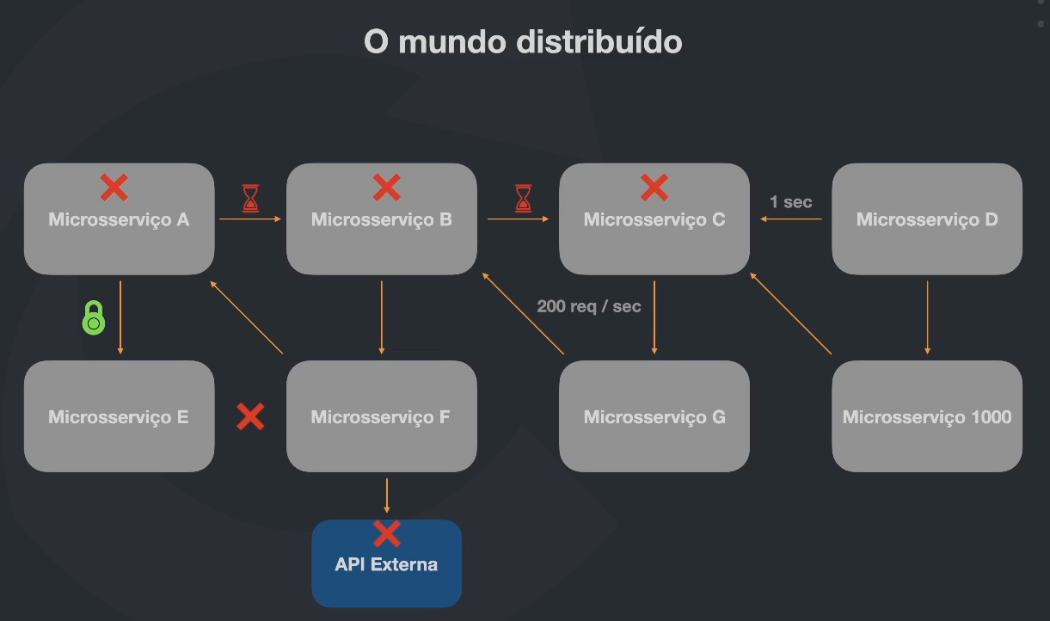 O mundo distribuído
Microsserviço A
Microsserviço B
Microsserviço C
1 sec
Microsserviço D
200 req / sec
Microsserviço E
Microsserviço F
Microsserviço G
Microsserviço 1000
API Externa